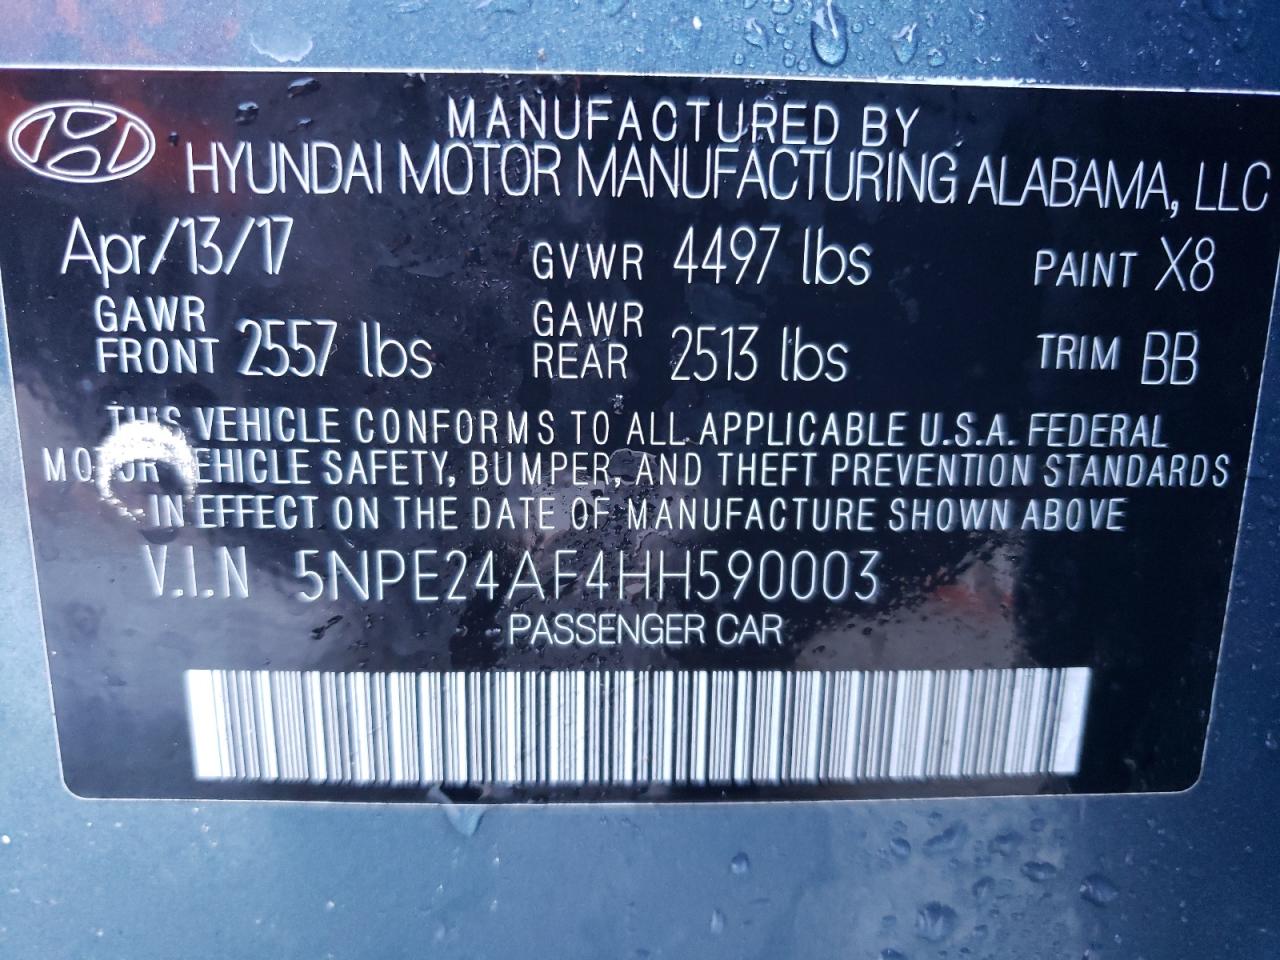 MANUFACTURED BY
HYUNDAI MOTOR MANUFACTURING ALABAMA, LLC
Apr/13/17 GVWR 4497 lbs PAINT X8
GAWR FRONT 2557 lbs GAWR REAR 2513 lbs TRIM BB
THIS VEHICLE CONFORMS TO ALL APPLICABLE U.S.A. FEDERAL
MOTOR VEHICLE SAFETY, BUMPER, AND THEFT PREVENTION STANDARDS
IN EFFECT ON THE DATE OF MANUFACTURE SHOWN ABOVE
V.I.N 5NPE24AF4HH590003
PASSENGER CAR